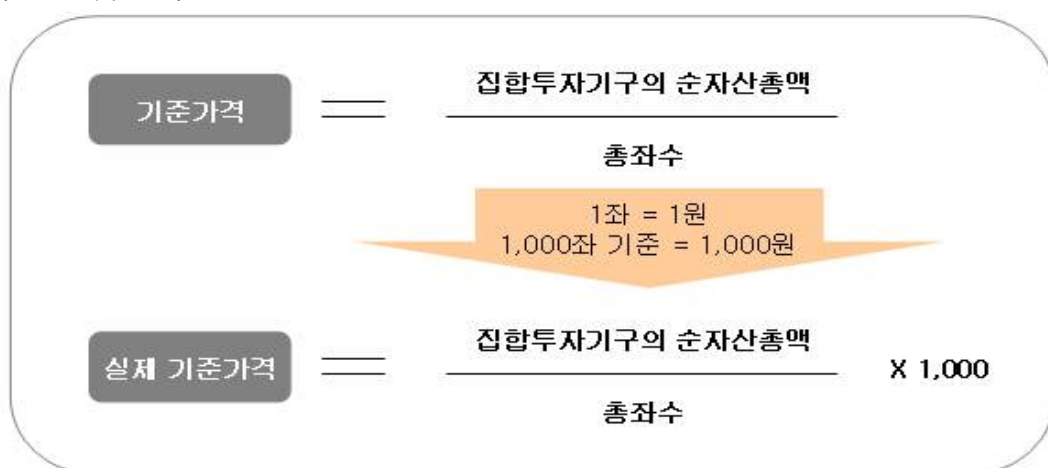 기준가격
집합투자기구의 순자산총액
총좌수
1좌 = 1원
1,000좌 기준 = 1,000원
실제 기준가격
집합투자기구의 순자산총액
총좌수
X 1,000